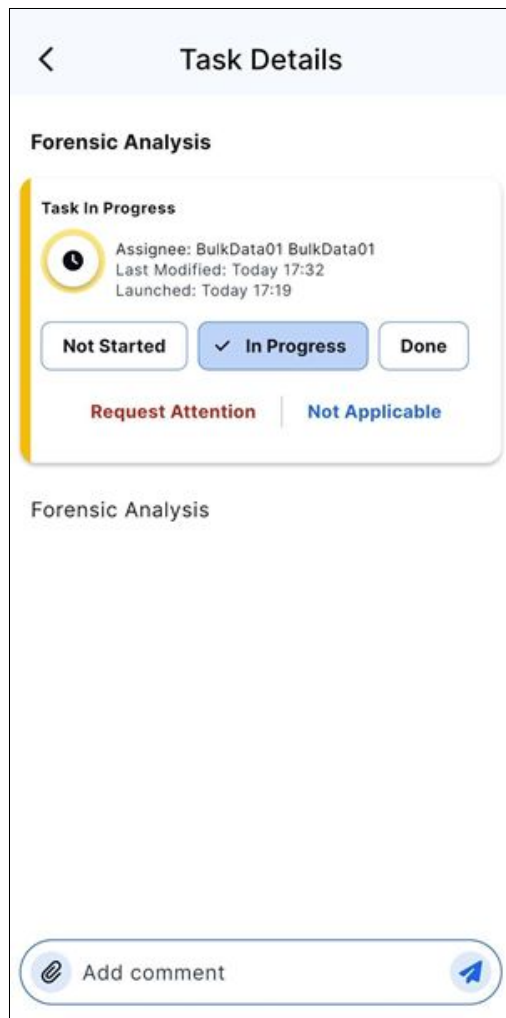 Task Details
Forensic Analysis
Task In Progress
Assignee: BulkData01 BulkData01
Last Modified: Today 17:32
Launched: Today 17:19
Not Started
In Progress
Done
Request Attention
Not Applicable
Forensic Analysis
Add comment